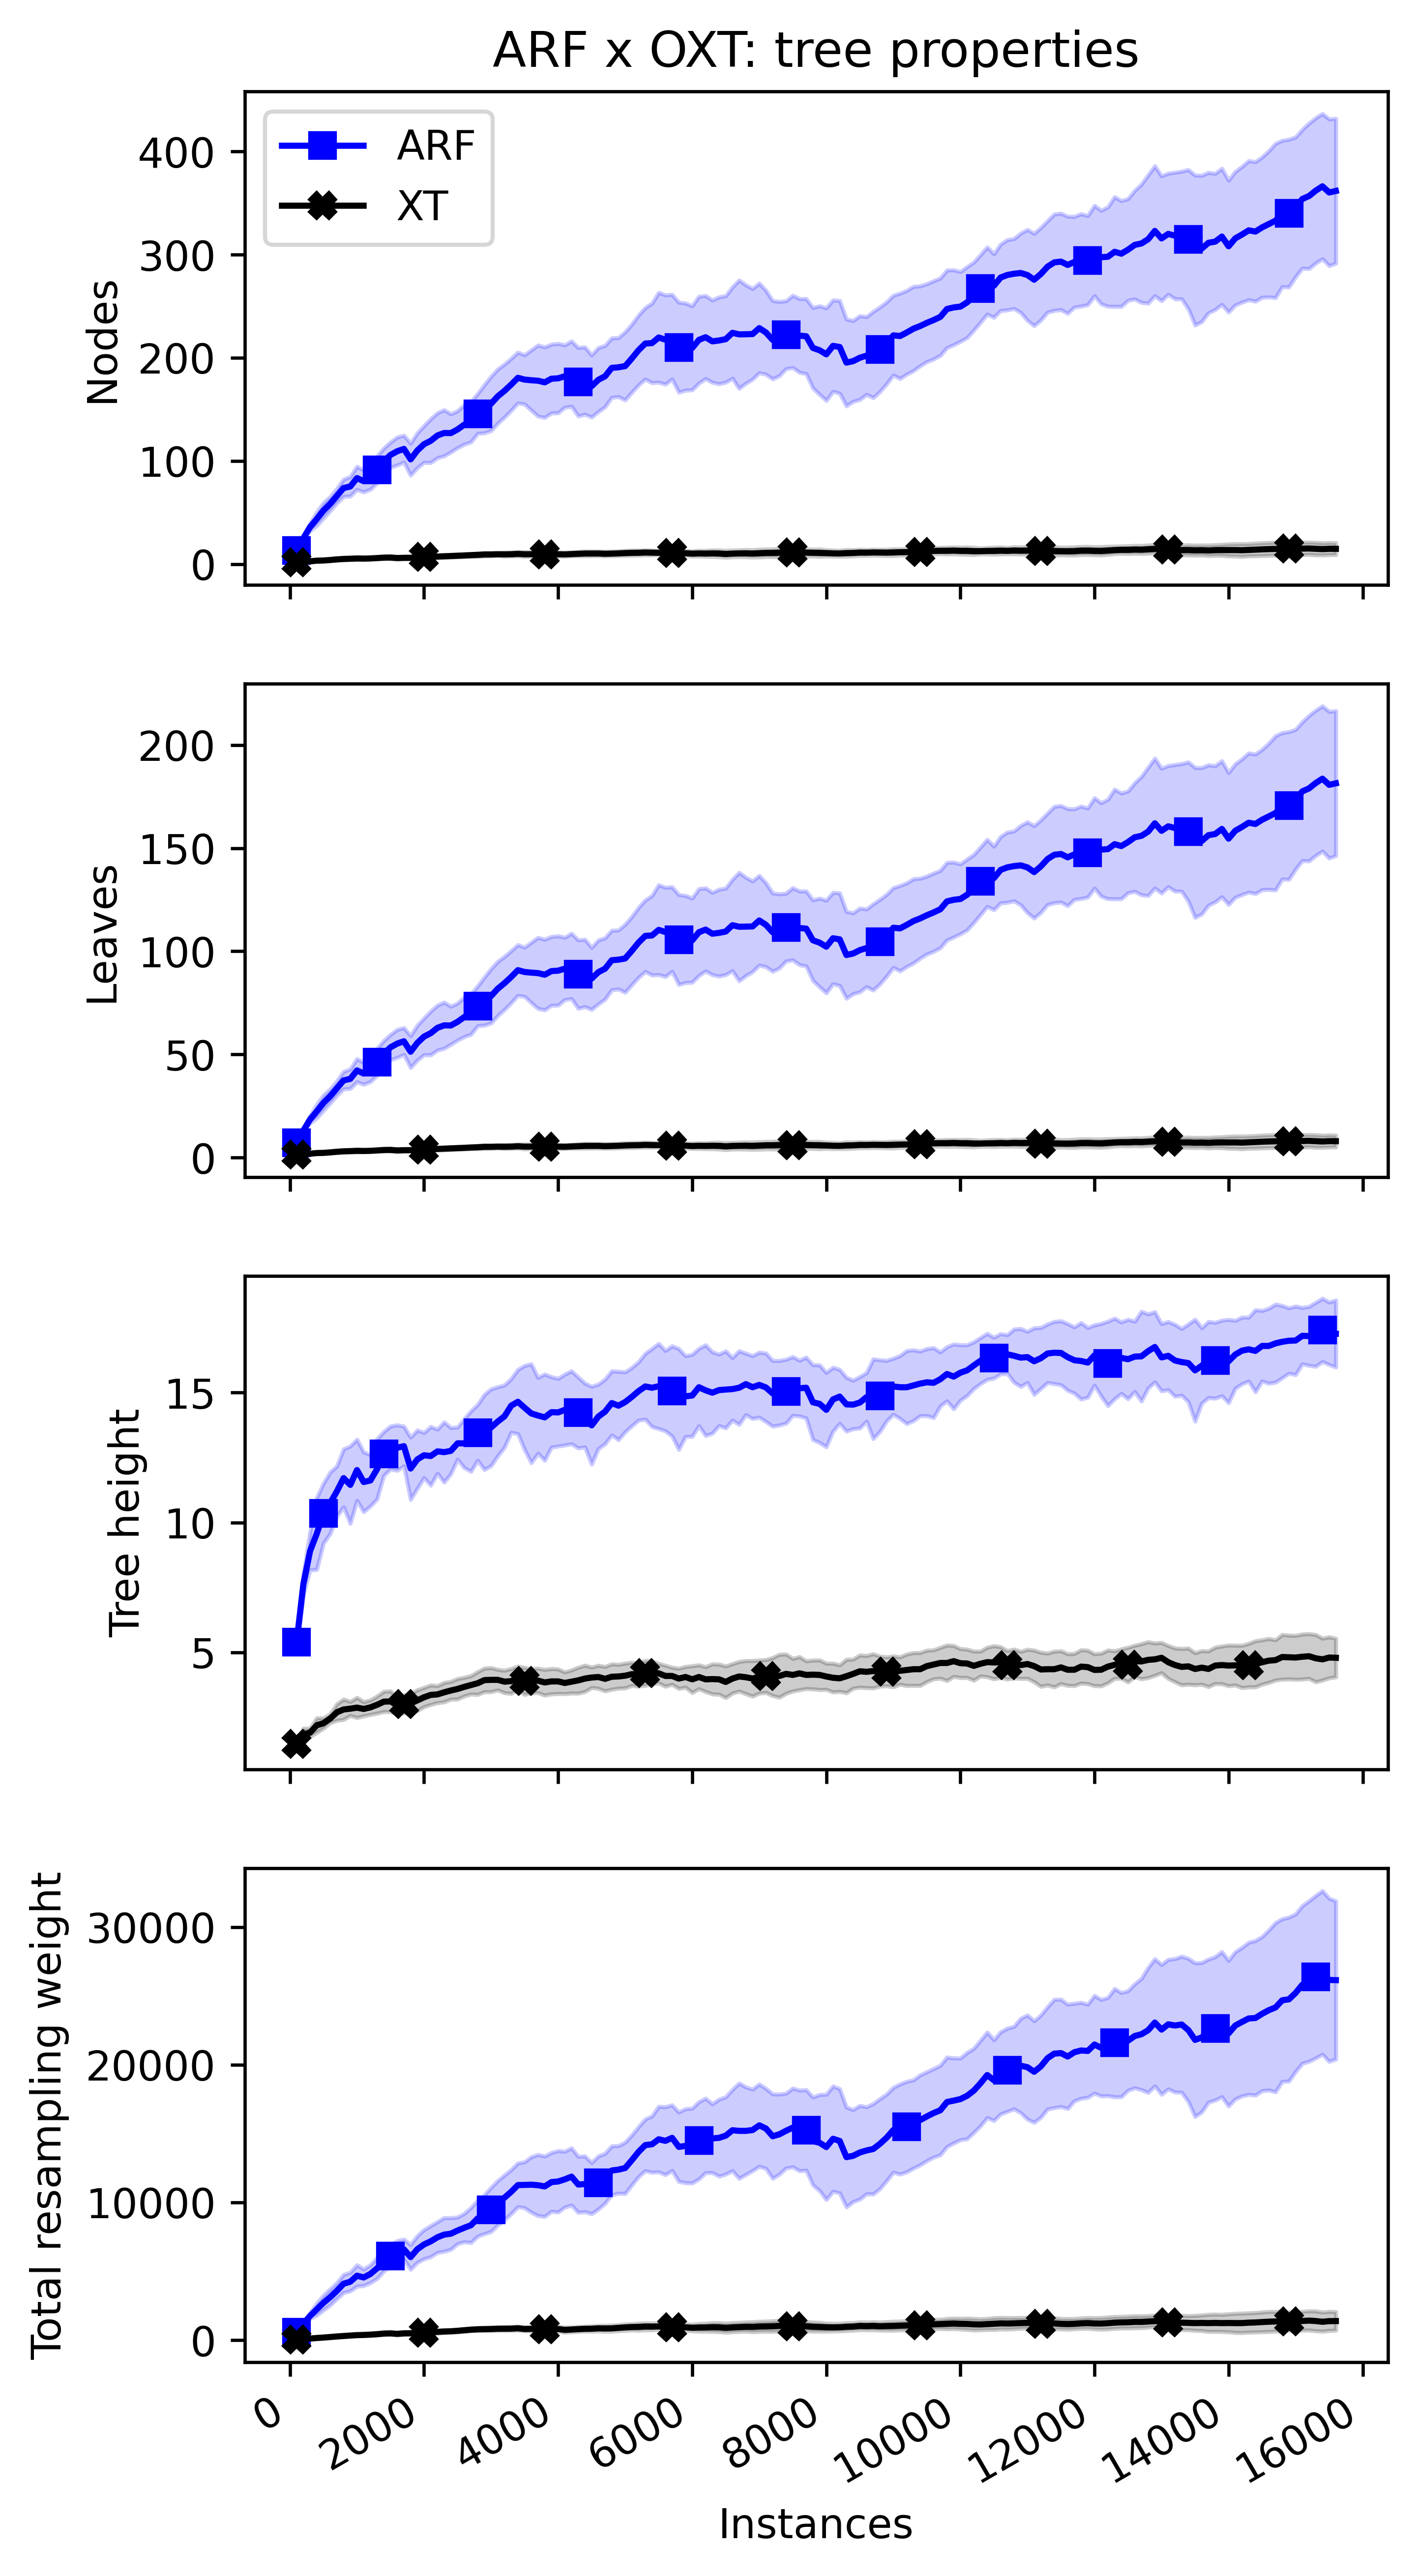 ARF x OXT: tree properties
ARF
XT
400
300
200
100
0
Nodes
200
150
100
50
0
Leaves
15
10
5
Tree height
30000
20000
10000
0
Total resampling weight
0 2000 4000 6000 8000 10000 12000 14000 16000
Instances